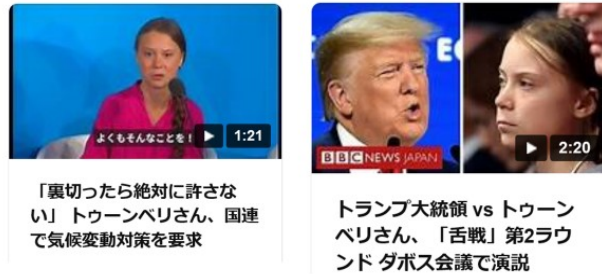 よくもそんなことを!
1:21
「裏切ったら絶対に許さな
い」 トゥーンベリさん、国連
で気候変動対策を要求
E
BBC NEWS JAPAN
2:20
トランプ大統領 vs トゥーン
ベリさん、「舌戦」第2ラウ
ンド ダボス会議で演説